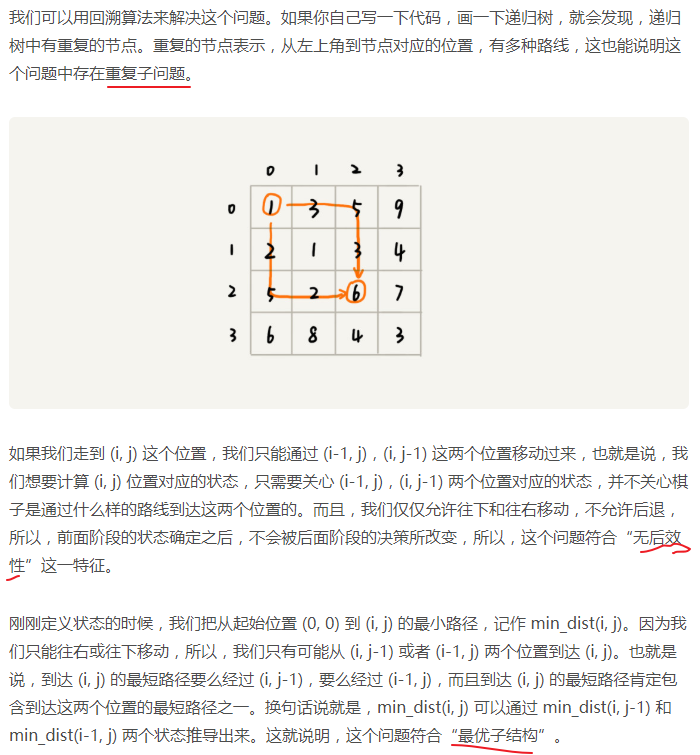 我们可以用回溯算法来解决这个问题。如果你自己写一下代码，画一下递归树，就会发现，递归
树中有重复的节点。重复的节点表示，从左上角到节点对应的位置，有多种路线，这也能说明这
个问题中存在重复子问题。
0 1 2 3
0 1 3 5 9
1 2 1 3 4
2 5 2 6 7
3 6 8 4 3
如果我们走到 (i, j) 这个位置，我们只能通过 (i-1, j)，(i, j-1) 这两个位置移动过来，也就是说，我
们想要计算 (i, j) 位置对应的状态，只需要关心 (i-1, j)，(i, j-1) 两个位置对应的状态，并不关心棋
子是通过什么样的路线到达这两个位置的。而且，我们仅仅允许往下和往右移动，不允许后退，
所以，前面阶段的状态确定之后，不会被后面阶段的决策所改变，所以，这个问题符合“无后效
性”这一特征。
刚刚定义状态的时候，我们把从起始位置 (0, 0) 到 (i, j) 的最小路径，记作 min_dist(i, j)。因为我
们只能往右或往下移动，所以，我们只有可能从 (i, j-1) 或者 (i-1, j) 两个位置到达 (i, j)。也就是
说，到达 (i, j) 的最短路径要么经过 (i, j-1)，要么经过 (i-1, j)，而且到达 (i, j) 的最短路径肯定包
含到达这两个位置的最短路径之一。换句话说就是，min_dist(i, j) 可以通过 min_dist(i, j-1) 和
min_dist(i-1, j) 两个状态推导出来。这就说明，这个问题符合“最优子结构”。